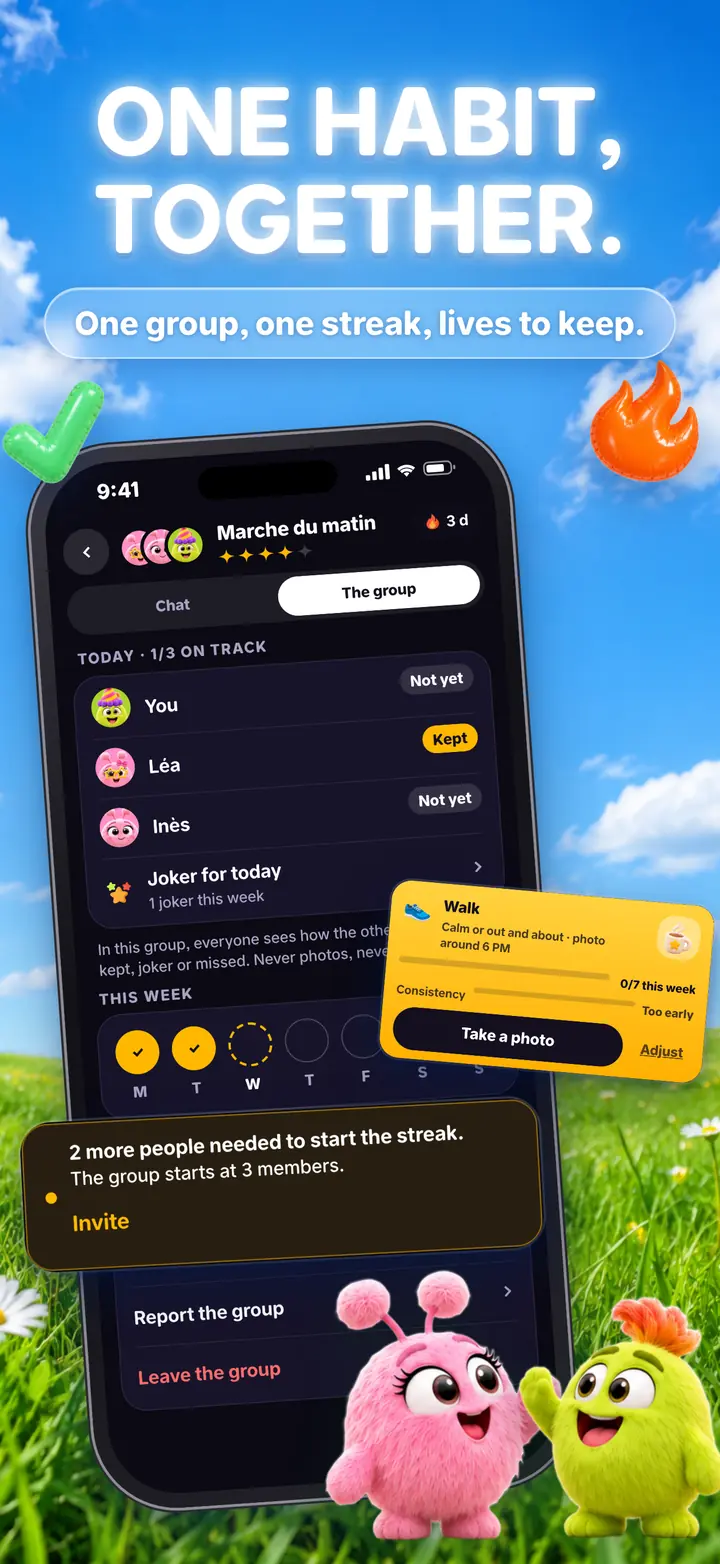 ONE HABIT,
TOGETHER.
One group, one streak, lives to keep.
9:41
Marche du matin
3 d
Chat
The group
TODAY · 1/3 ON TRACK
You
Not yet
Léa
Kept
Inès
Not yet
Joker for today
1 joker this week
In this group, everyone sees how the
kept, joker or missed. Never photos,
THIS WEEK
M T W T F S S
Walk
Calm or out and about · photo
around 6 PM
0/7 this week
Consistency
Too early
Take a photo
Adjust
2 more people needed to start the streak.
The group starts at 3 members.
Invite
Report the group
Leave the group